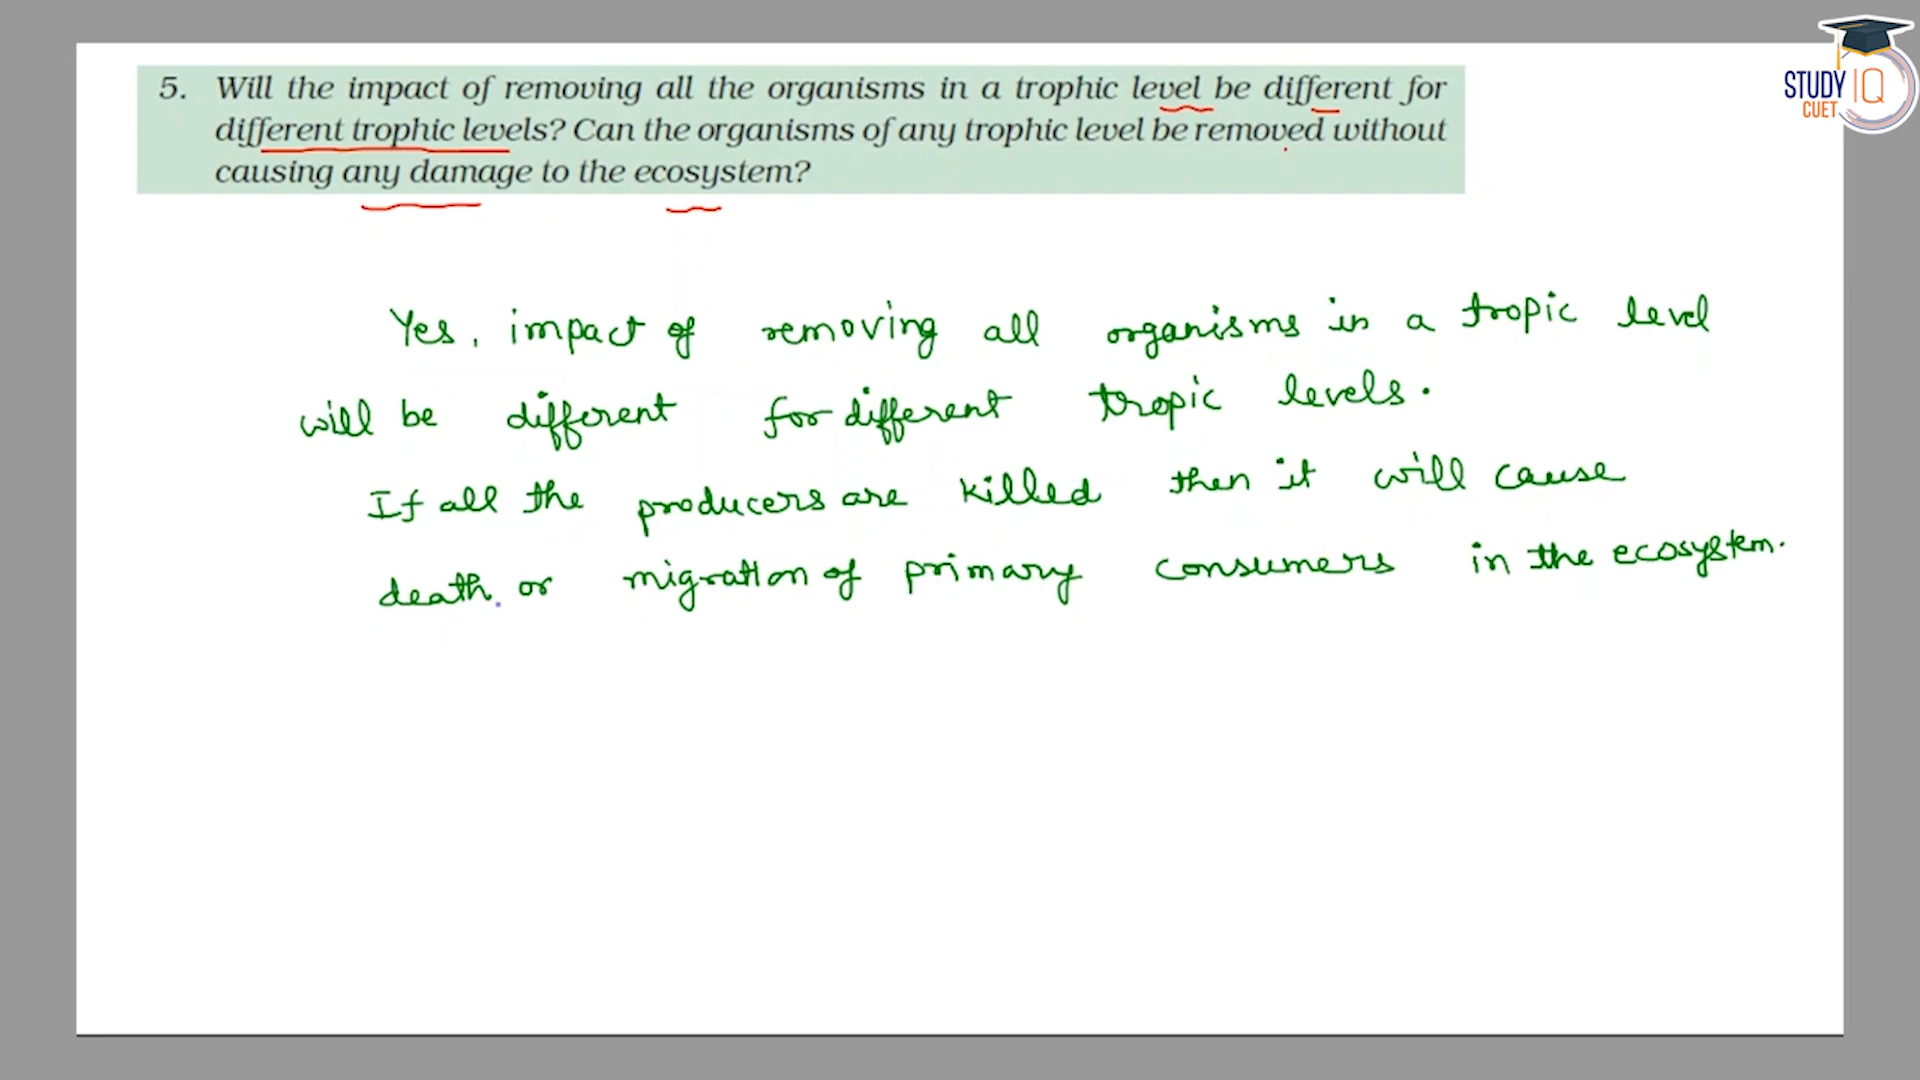 STUDY IQ
CUET
5. Will the impact of removing all the organisms in a trophic level be different for
different trophic levels? Can the organisms of any trophic level be removed without
causing any damage to the ecosystem?
Yes, impact of removing all organisms in a tropic level
will be different for different tropic levels.
If all the producers are killed then it will cause
death. or migration of primary consumers in the ecosystem.